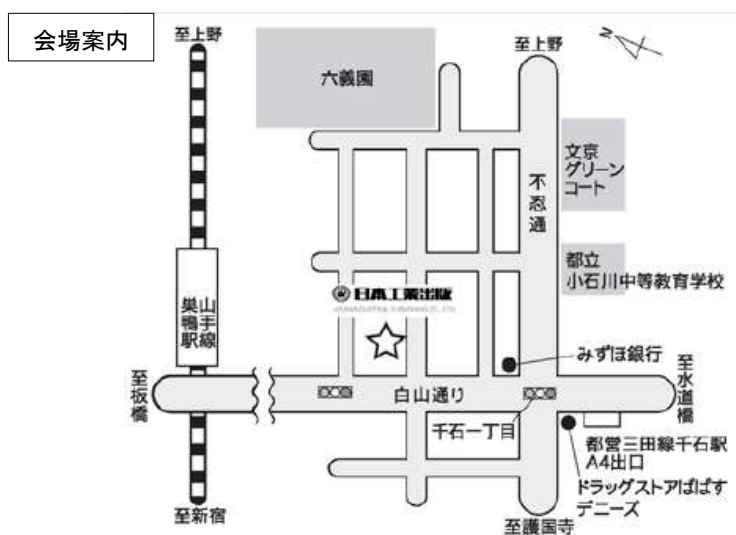 会場案内
至上野
六義園
至上野
N
文京
グリーン
コート
不忍通
都立
小石川中等教育学校
日本工業出版
山手線
巣鴨駅
みずほ銀行
至板橋
白山通り
至水道橋
千石一丁目
都営三田線千石駅
A4出口
ドラッグストアぱぱす
デニーズ
至新宿
至護国寺